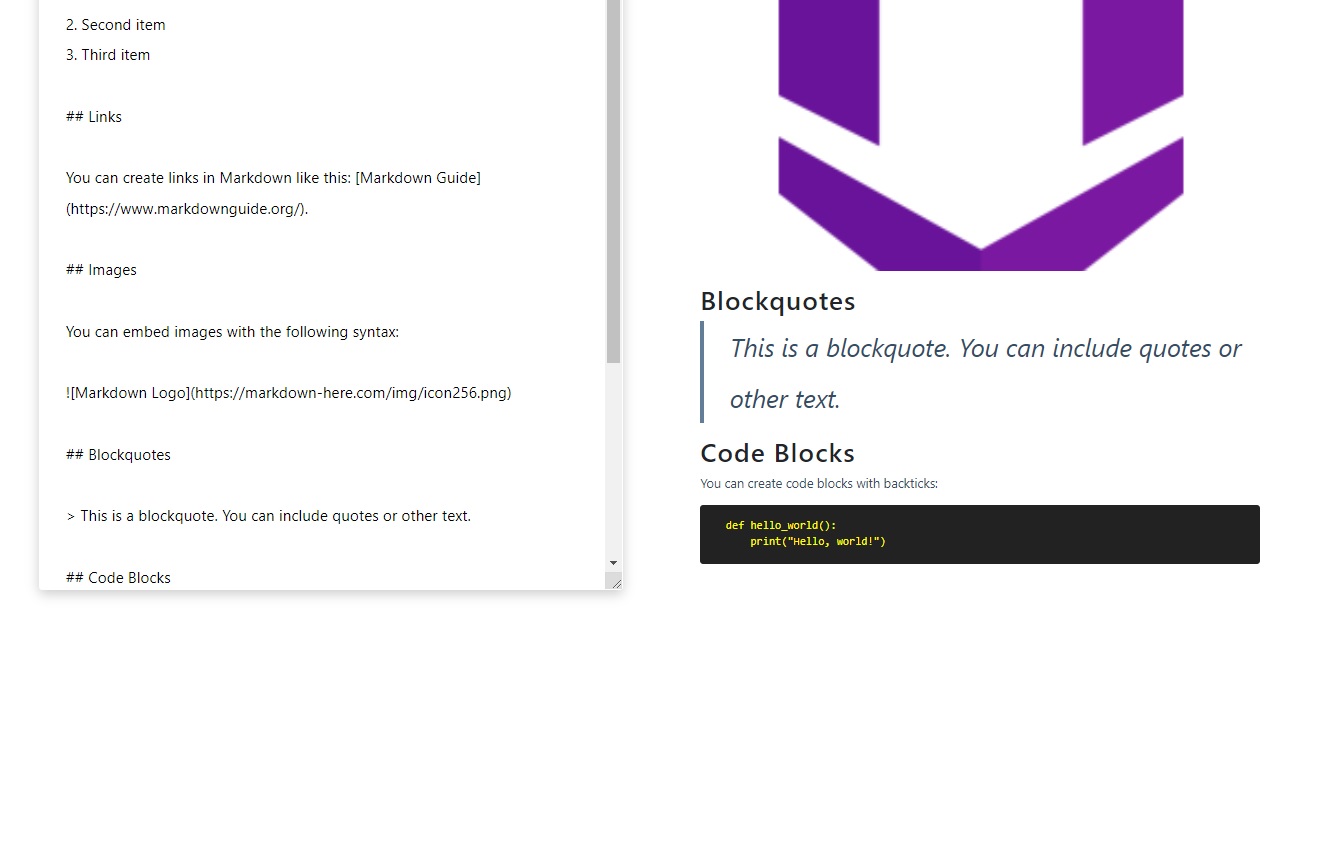 2. Second item
3. Third item
## Links
You can create links in Markdown like this: [Markdown Guide]
(https://www.markdownguide.org/).
## Images
You can embed images with the following syntax:
![Markdown Logo](https://markdown-here.com/img/icon256.png)
## Blockquotes
> This is a blockquote. You can include quotes or other text.
## Code Blocks
Blockquotes
This is a blockquote. You can include quotes or
other text.
Code Blocks
You can create code blocks with backticks:
def hello_world():
    print("Hello, world!")